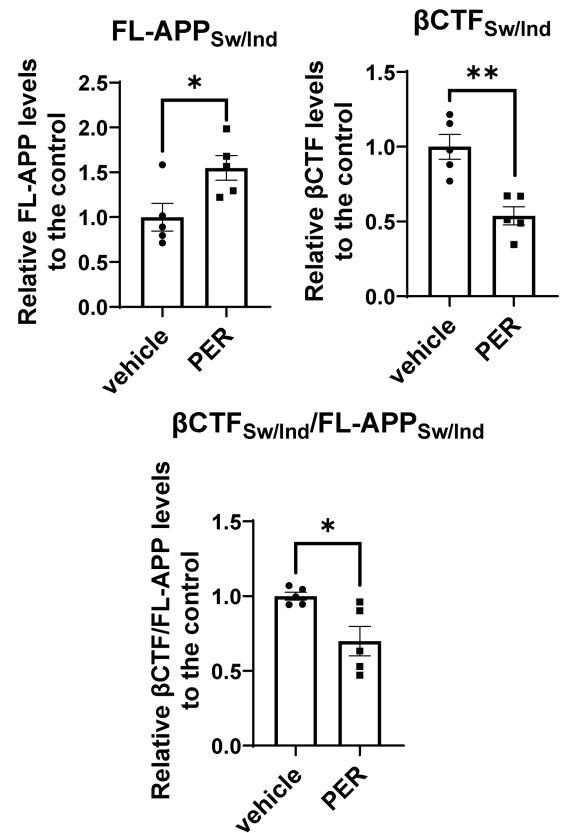 FL-APPSw/Ind
Relative FL-APP levels
to the control
2.5
2.0
1.5
1.0
0.5
0.0
*
vehicle
PER
βCTFSw/Ind
Relative βCTF levels
to the control
1.5
1.0
0.5
0.0
**
vehicle
PER
βCTFSw/Ind/FL-APPSw/Ind
Relative βCTF/FL-APP levels
to the control
1.5
1.0
0.5
0.0
*
vehicle
PER